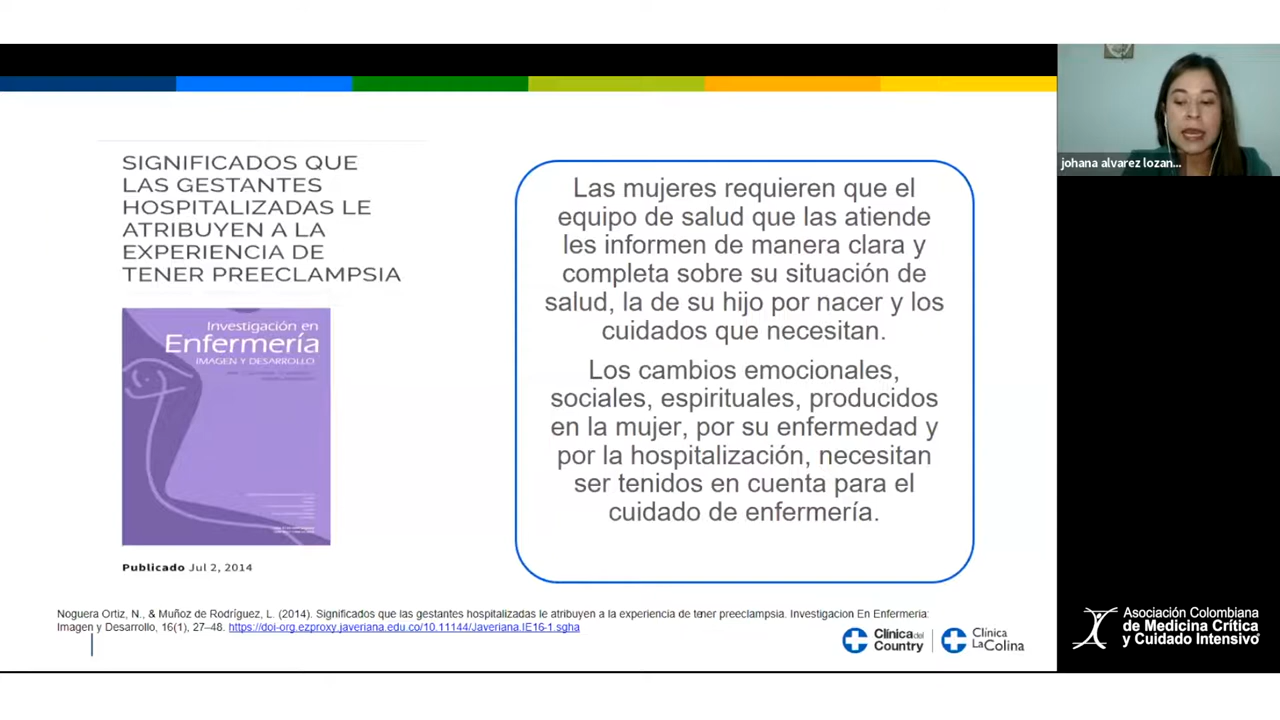 SIGNIFICADOS QUE
LAS GESTANTES
HOSPITALIZADAS LE
ATRIBUYEN A LA
EXPERIENCIA DE
TENER PREECLAMPSIA
Investigación en
Enfermería
IMAGEN Y DESARROLLO
Publicado Jul 2, 2014
Las mujeres requieren que el
equipo de salud que las atiende
les informen de manera clara y
completa sobre su situación de
salud, la de su hijo por nacer y los
cuidados que necesitan.
Los cambios emocionales,
sociales, espirituales, producidos
en la mujer, por su enfermedad y
por la hospitalización, necesitan
ser tenidos en cuenta para el
cuidado de enfermería.
Noguera Ortiz, N., & Muñoz de Rodríguez, L. (2014). Significados que las gestantes hospitalizadas le atribuyen a la experiencia de tener preeclampsia. Investigacion En Enfermeria:
Imagen y Desarrollo, 16(1), 27–48. https://doi-org.ezproxy.javeriana.edu.co/10.11144/Javeriana.IE16-1.sgha
Clínica del
Country
Clínica
La Colina
johana alvarez lozan...
Asociación Colombiana
de Medicina Crítica
y Cuidado Intensivo